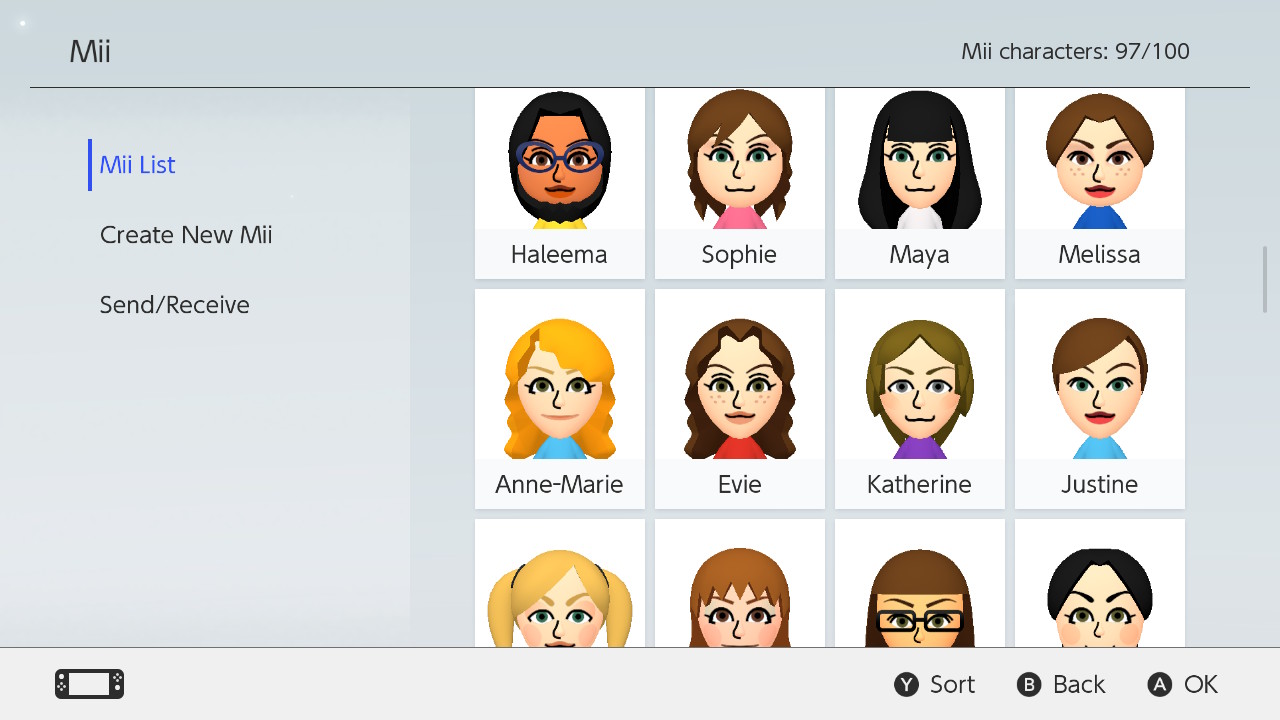 Mii
Mii characters: 97/100
Mii List
Create New Mii
Send/Receive
Haleema
Sophie
Maya
Melissa
Anne-Marie
Evie
Katherine
Justine
Y Sort
B Back
A OK